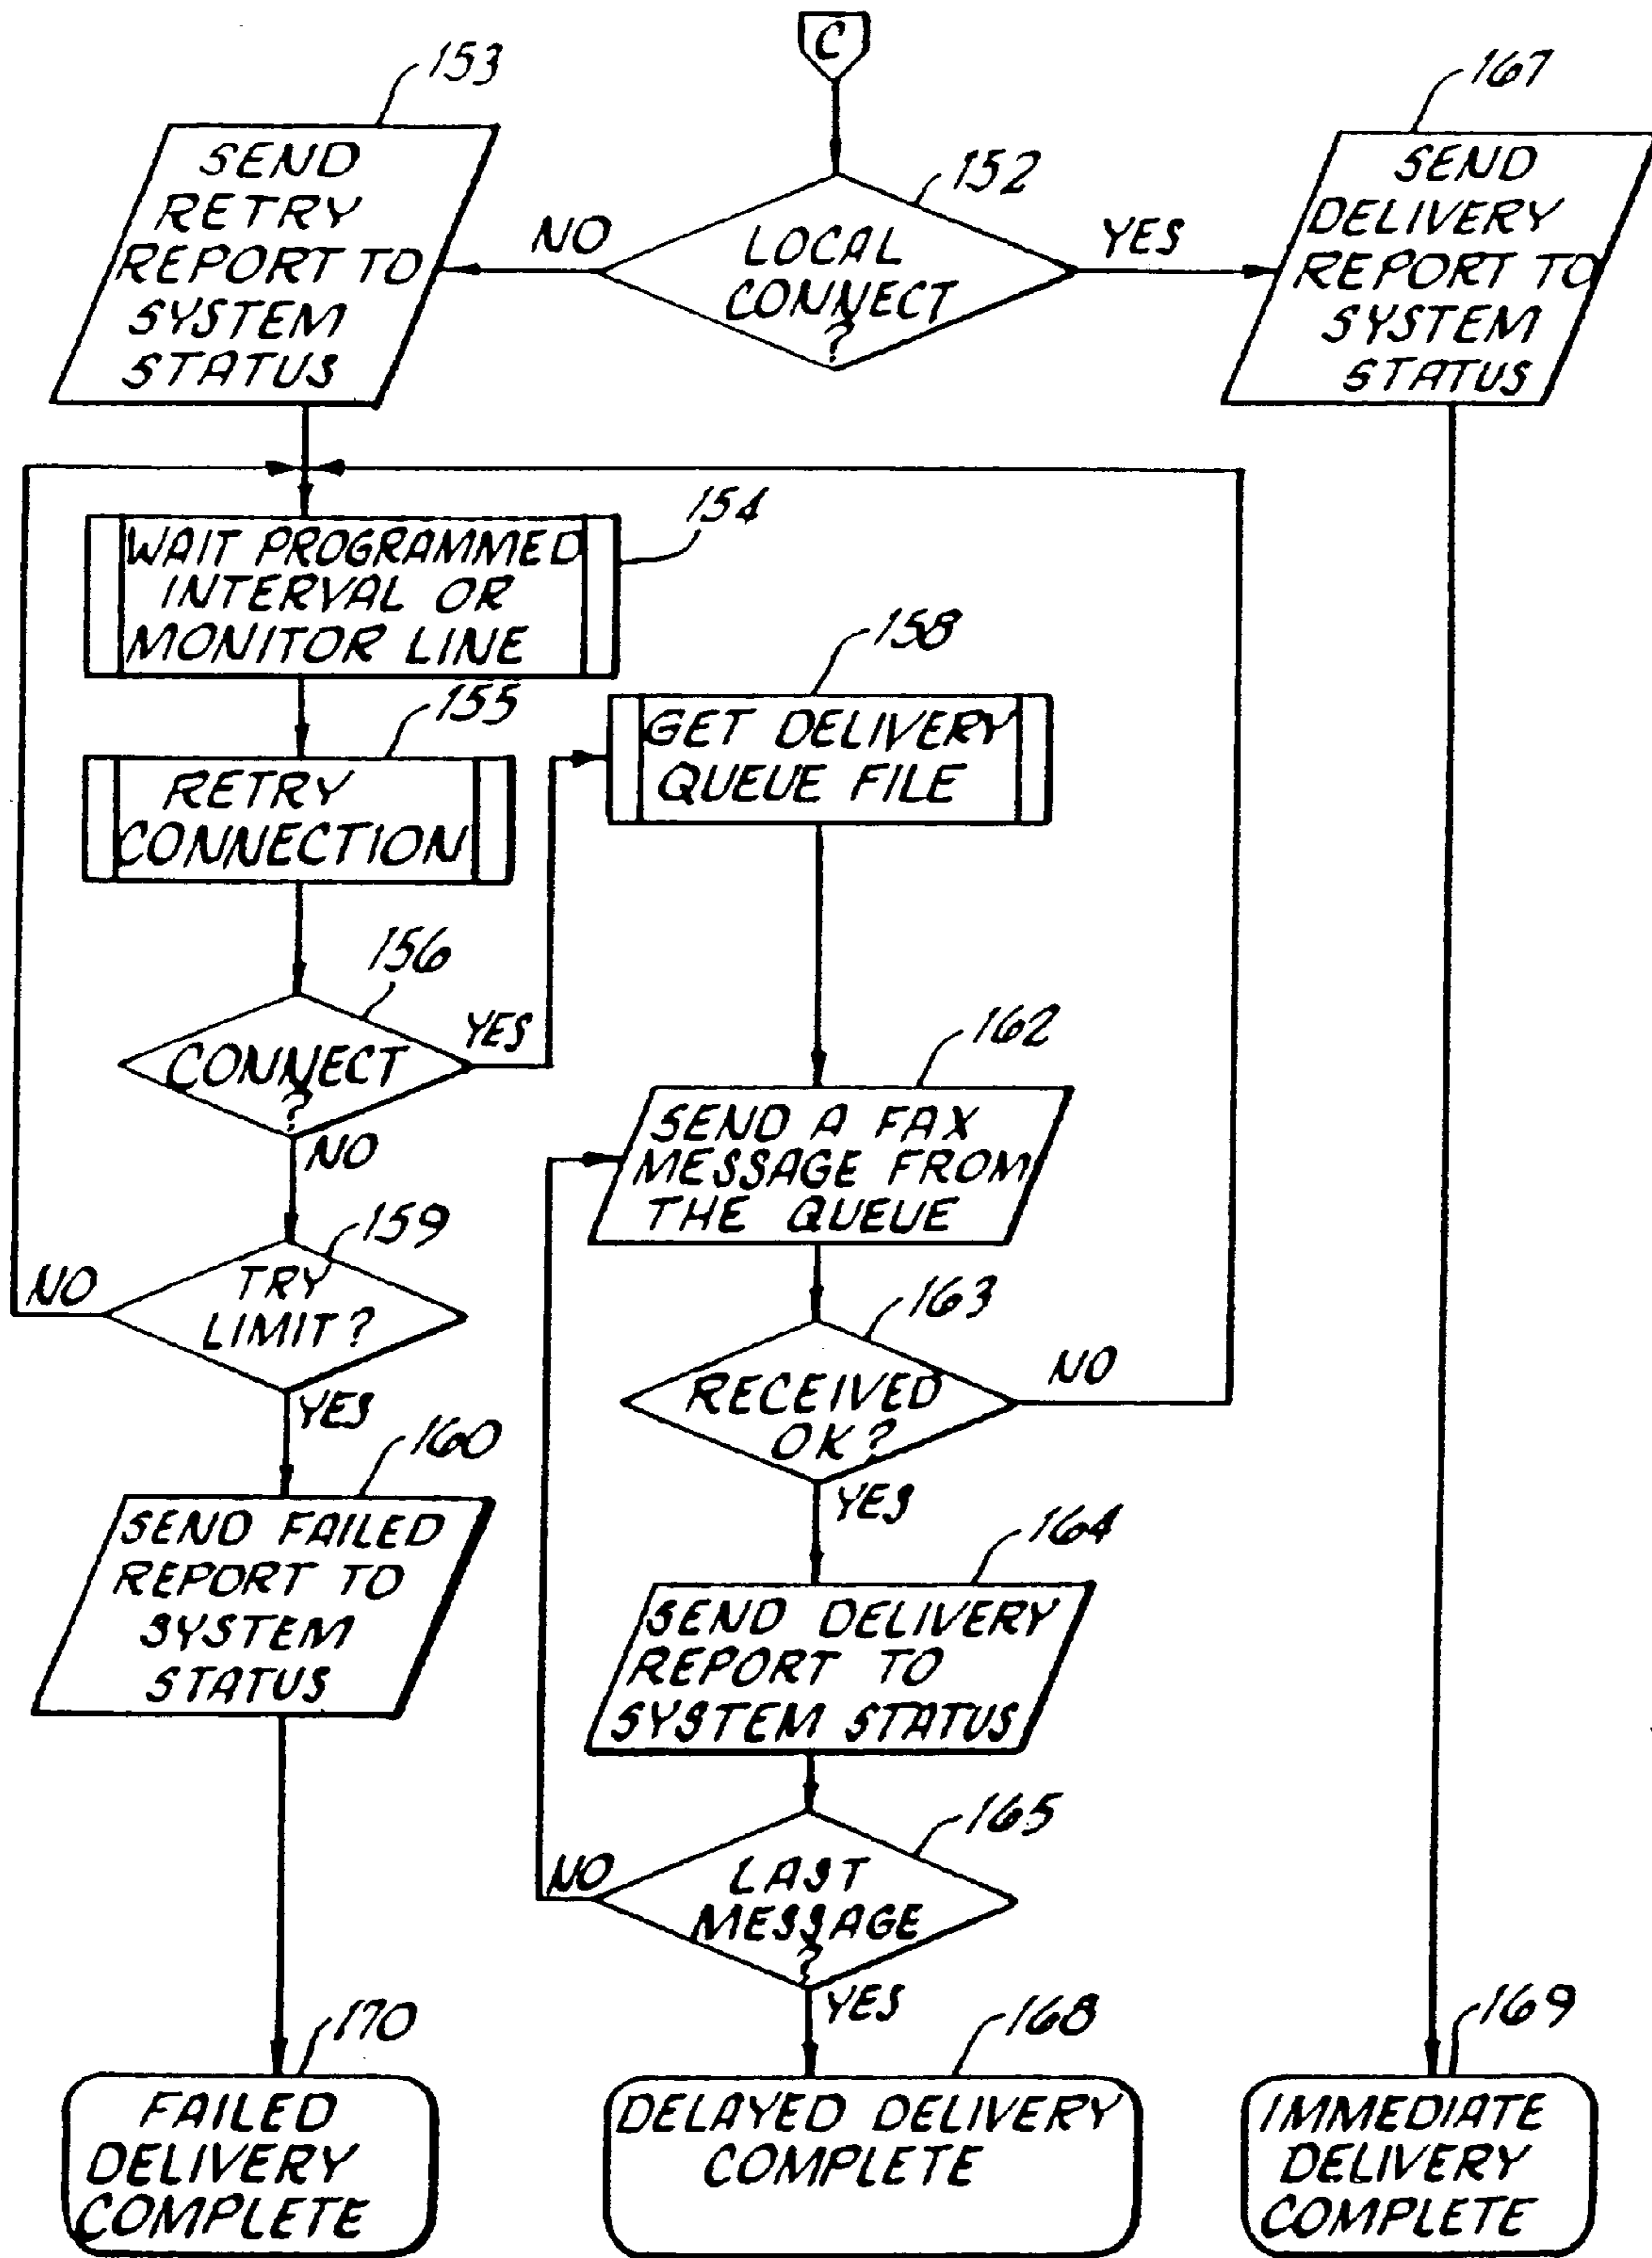 C
153
SEND
RETRY
REPORT TO
SYSTEM
STATUS
NO
152
LOCAL
CONNECT
?
YES
167
SEND
DELIVERY
REPORT TO
SYSTEM
STATUS
154
WAIT PROGRAMMED
INTERVAL OR
MONITOR LINE
155
RETRY
CONNECTION
158
GET DELIVERY
QUEUE FILE
156
CONNECT
?
YES
NO
162
SEND A FAX
MESSAGE FROM
THE QUEUE
159
TRY
LIMIT?
NO
YES
163
RECEIVED
OK?
NO
YES
160
SEND FAILED
REPORT TO
SYSTEM
STATUS
164
SEND DELIVERY
REPORT TO
SYSTEM STATUS
165
LAST
MESSAGE
?
NO
YES
170
FAILED
DELIVERY
COMPLETE
168
DELAYED DELIVERY
COMPLETE
169
IMMEDIATE
DELIVERY
COMPLETE